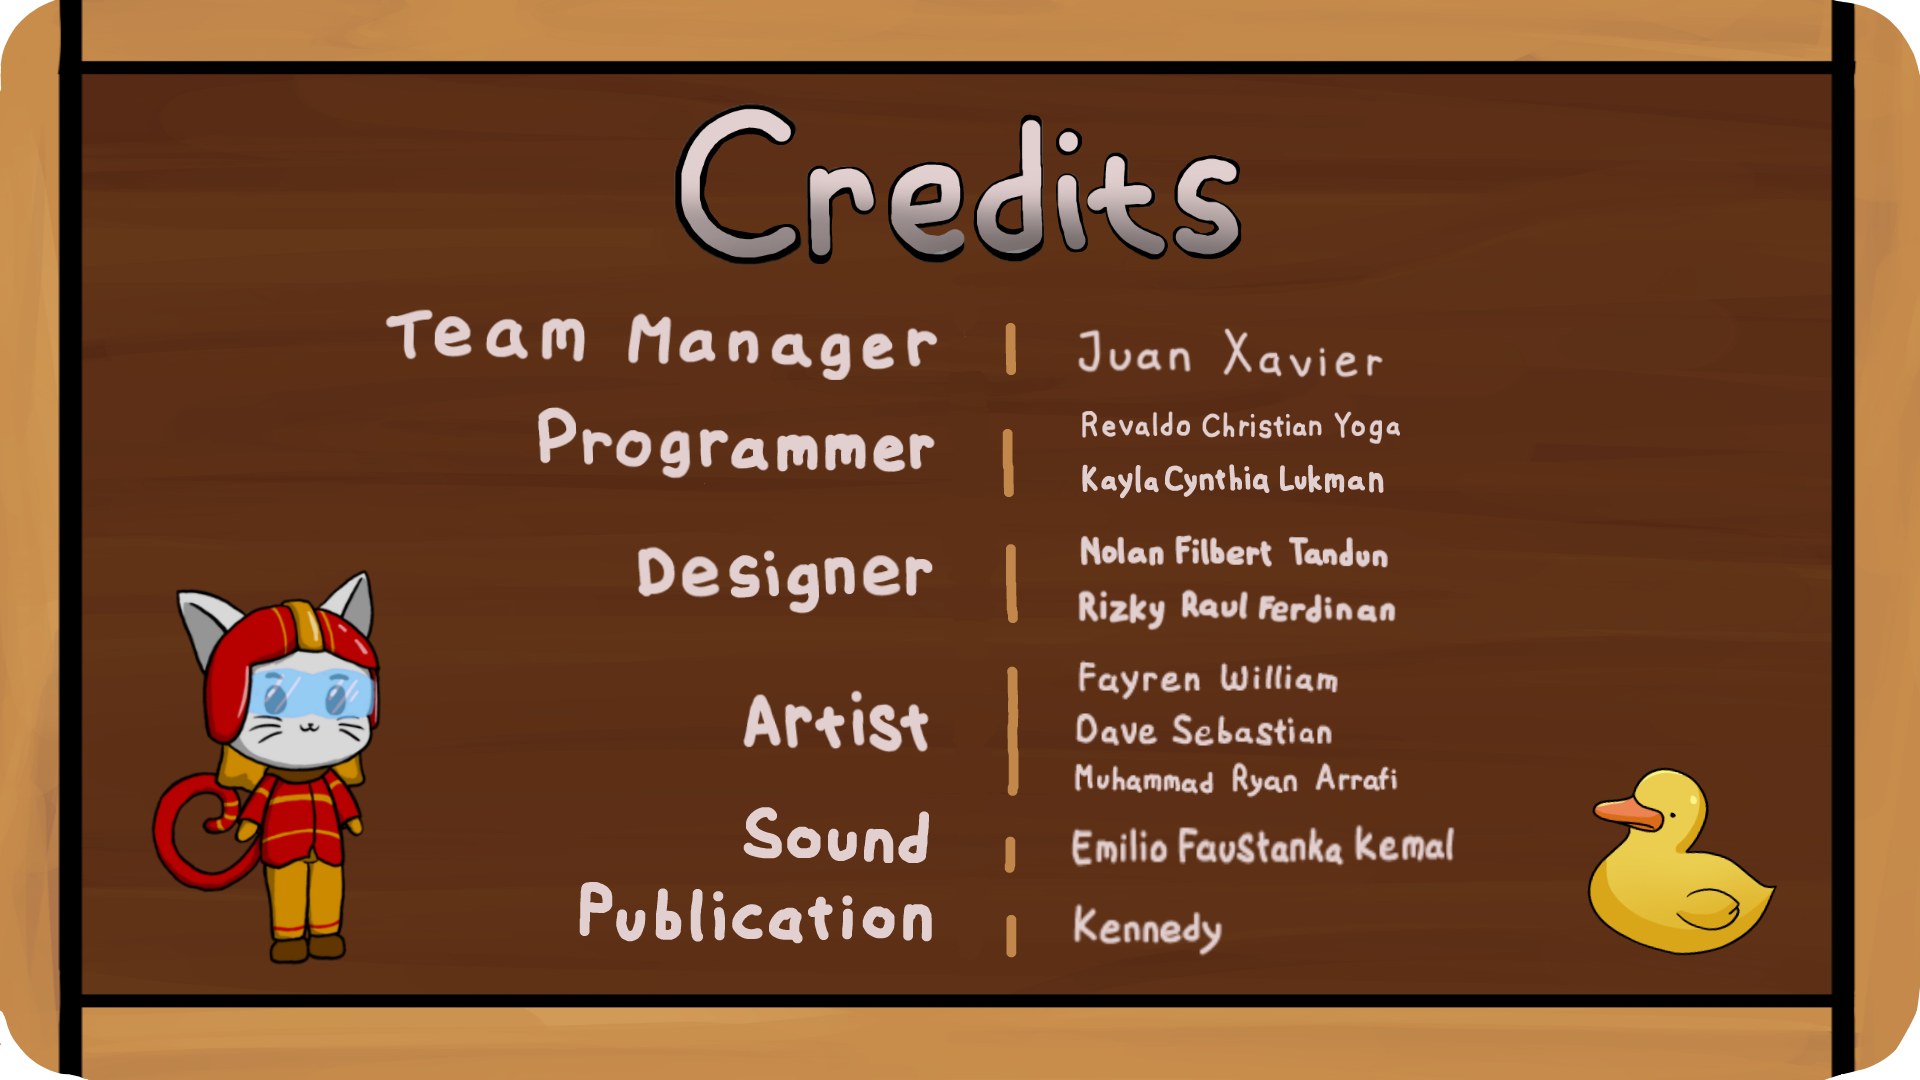 Credits
Team Manager Juan Xavier
Programmer Revaldo Christian Yoga
Kayla Cynthia Lukman
Designer Nolan Filbert Tandun
Rizky Raul Ferdinan
Artist Fayren William
Dave Sebastian
Muhammad Ryan Arrafi
Sound Emilio Faustanka Kemal
Publication Kennedy